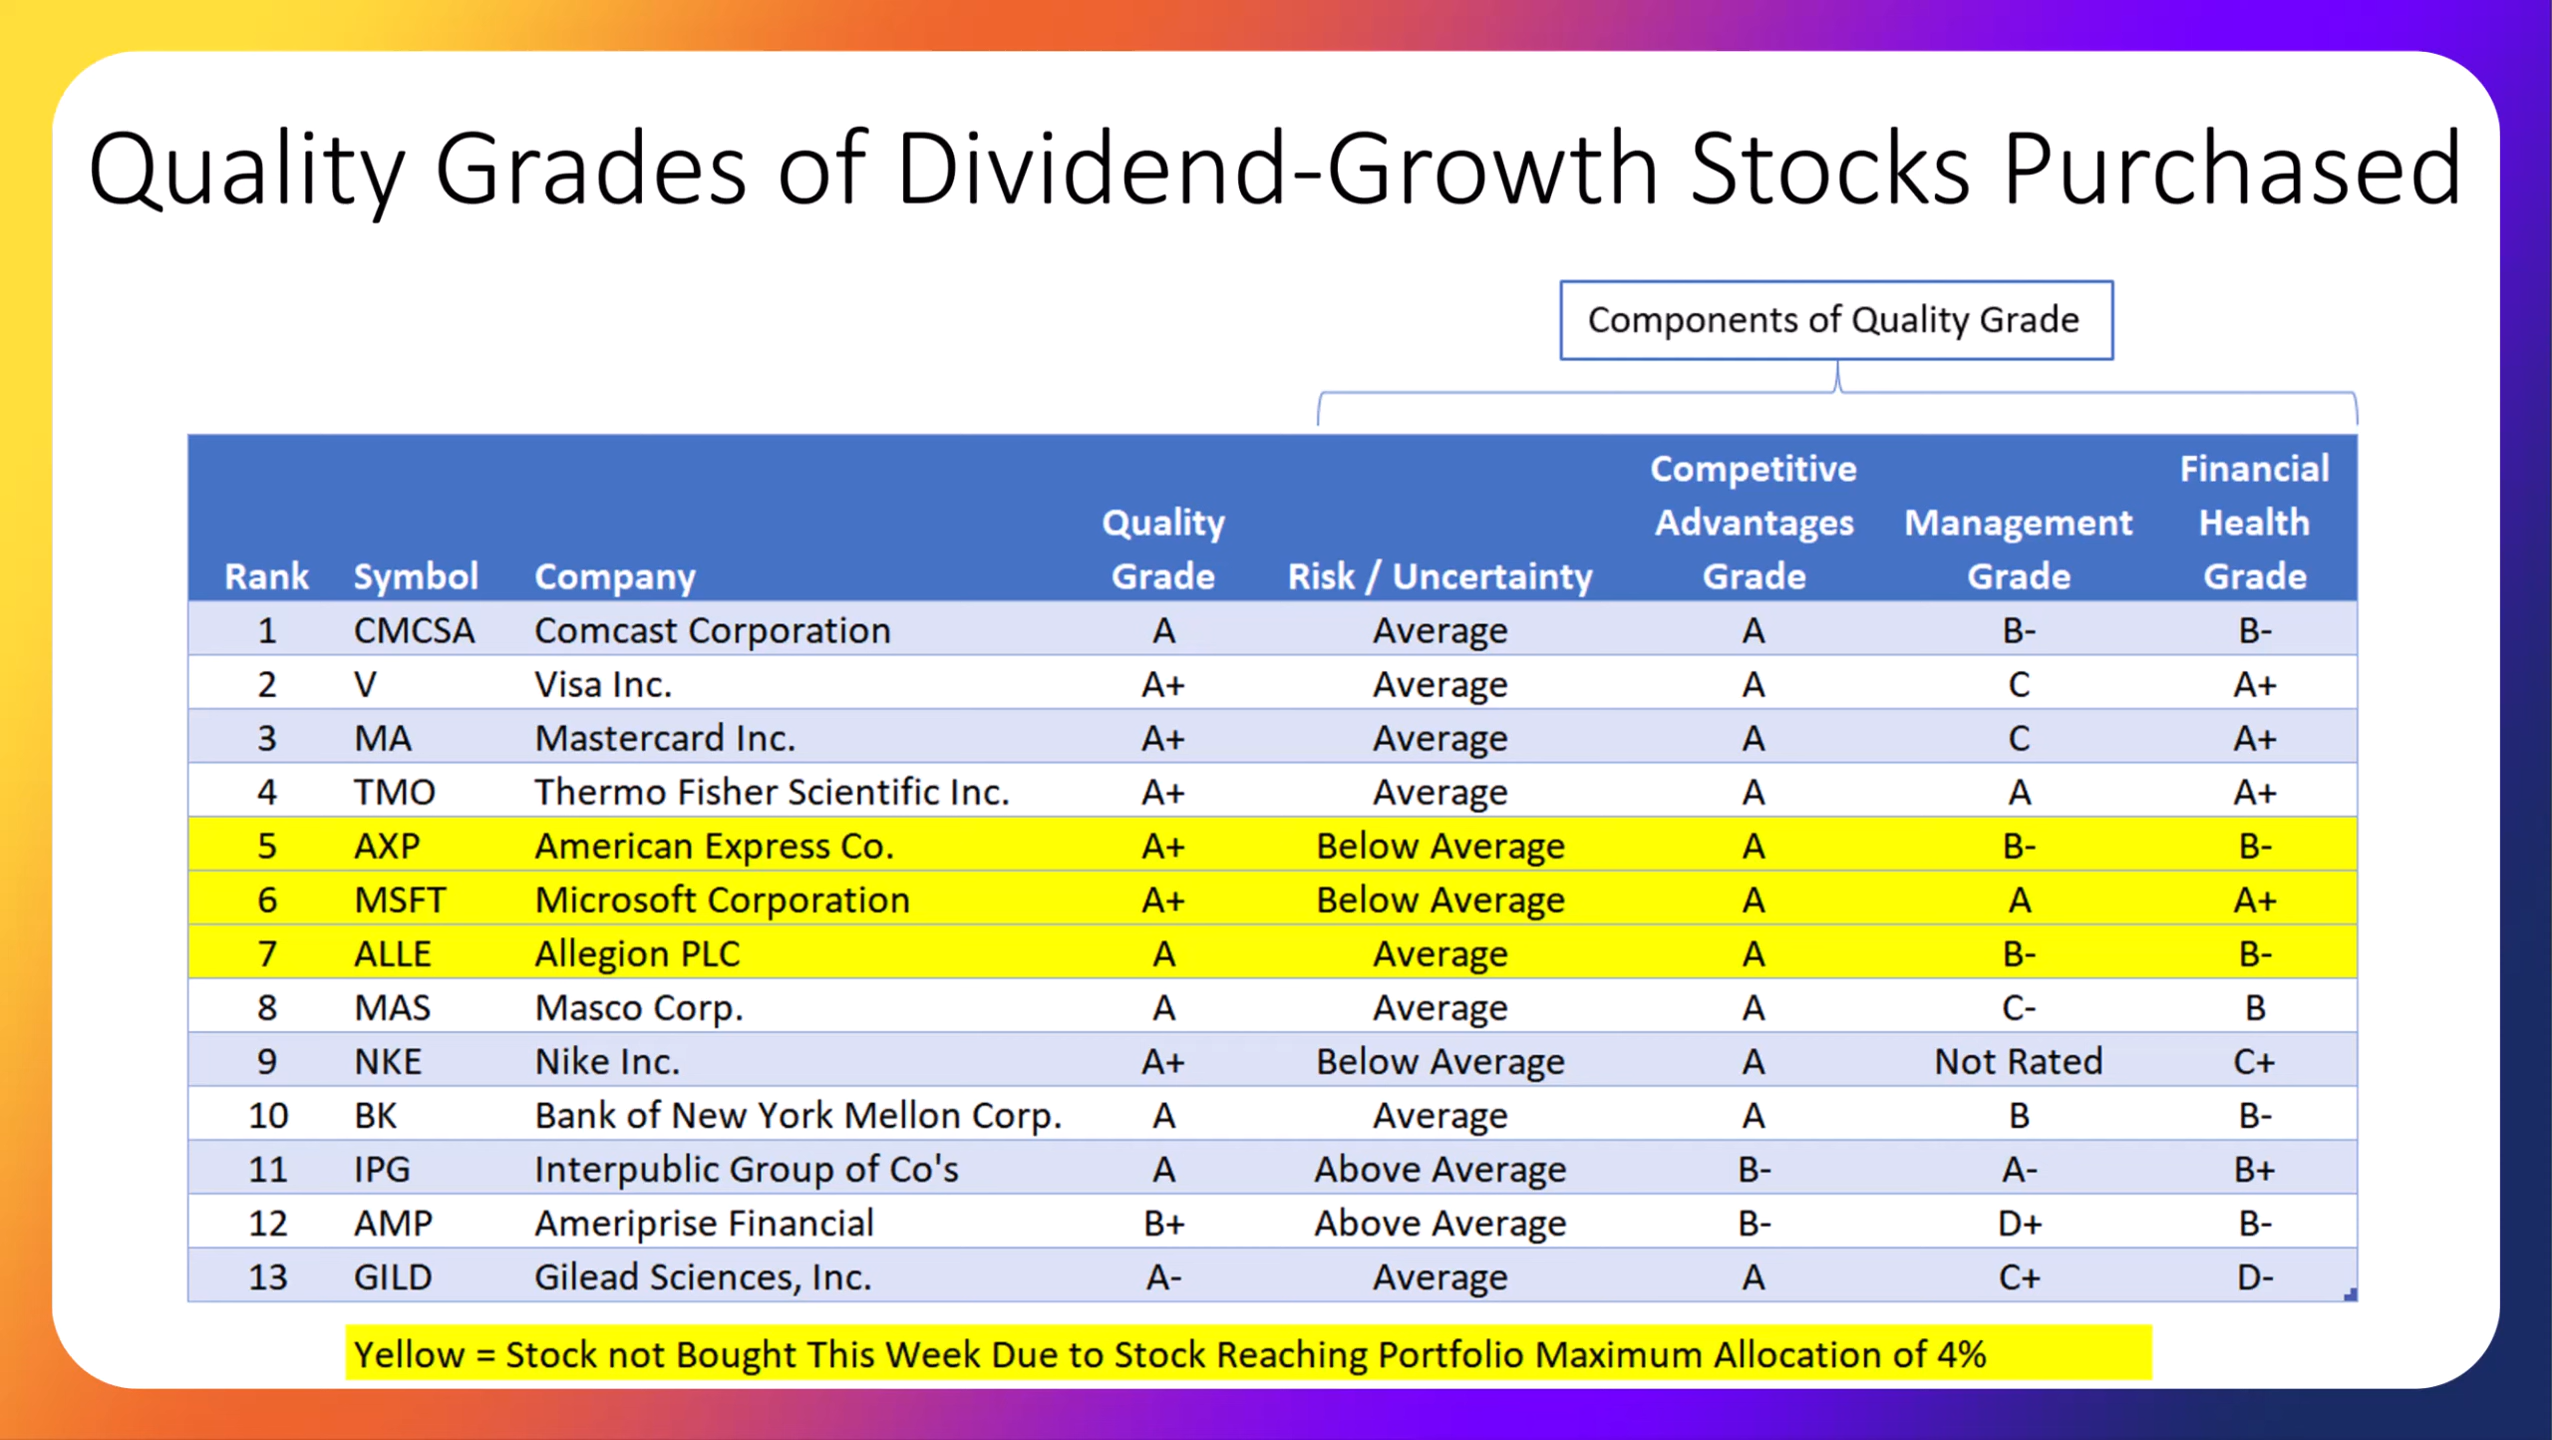 Quality Grades of Dividend-Growth Stocks Purchased
Components of Quality Grade
Rank Symbol Company Quality Grade Risk / Uncertainty Competitive Advantages Grade Management Grade Financial Health Grade
1 CMCSA Comcast Corporation A Average A B- B-
2 V Visa Inc. A+ Average A C A+
3 MA Mastercard Inc. A+ Average A C A+
4 TMO Thermo Fisher Scientific Inc. A+ Average A A A+
5 AXP American Express Co. A+ Below Average A B- B-
6 MSFT Microsoft Corporation A+ Below Average A A A+
7 ALLE Allegion PLC A Average A B- B-
8 MAS Masco Corp. A Average A C- B
9 NKE Nike Inc. A+ Below Average A Not Rated C+
10 BK Bank of New York Mellon Corp. A Average A B B-
11 IPG Interpublic Group of Co's A Above Average B- A- B+
12 AMP Ameriprise Financial B+ Above Average B- D+ B-
13 GILD Gilead Sciences, Inc. A- Average A C+ D-
Yellow = Stock not Bought This Week Due to Stock Reaching Portfolio Maximum Allocation of 4%